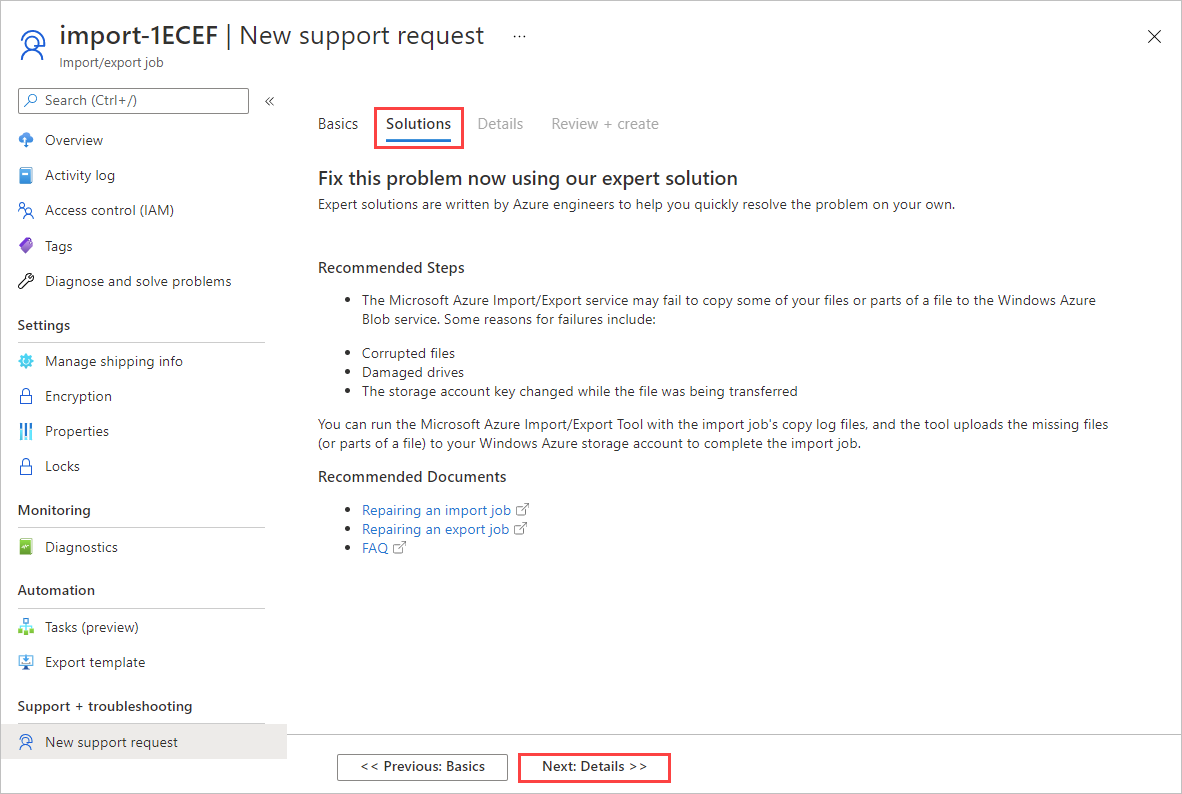 import-1ECEF | New support request ...
Import/export job
Search (Ctrl+/)
«
Overview
Activity log
Access control (IAM)
Tags
Diagnose and solve problems
Settings
Manage shipping info
Encryption
Properties
Locks
Monitoring
Diagnostics
Automation
Tasks (preview)
Export template
Support + troubleshooting
New support request
Basics Solutions Details Review + create
Fix this problem now using our expert solution
Expert solutions are written by Azure engineers to help you quickly resolve the problem on your own.
Recommended Steps
• The Microsoft Azure Import/Export service may fail to copy some of your files or parts of a file to the Windows Azure
Blob service. Some reasons for failures include:
• Corrupted files
• Damaged drives
• The storage account key changed while the file was being transferred
You can run the Microsoft Azure Import/Export Tool with the import job's copy log files, and the tool uploads the missing files
(or parts of a file) to your Windows Azure storage account to complete the import job.
Recommended Documents
• Repairing an import job
• Repairing an export job
• FAQ
<< Previous: Basics Next: Details >>